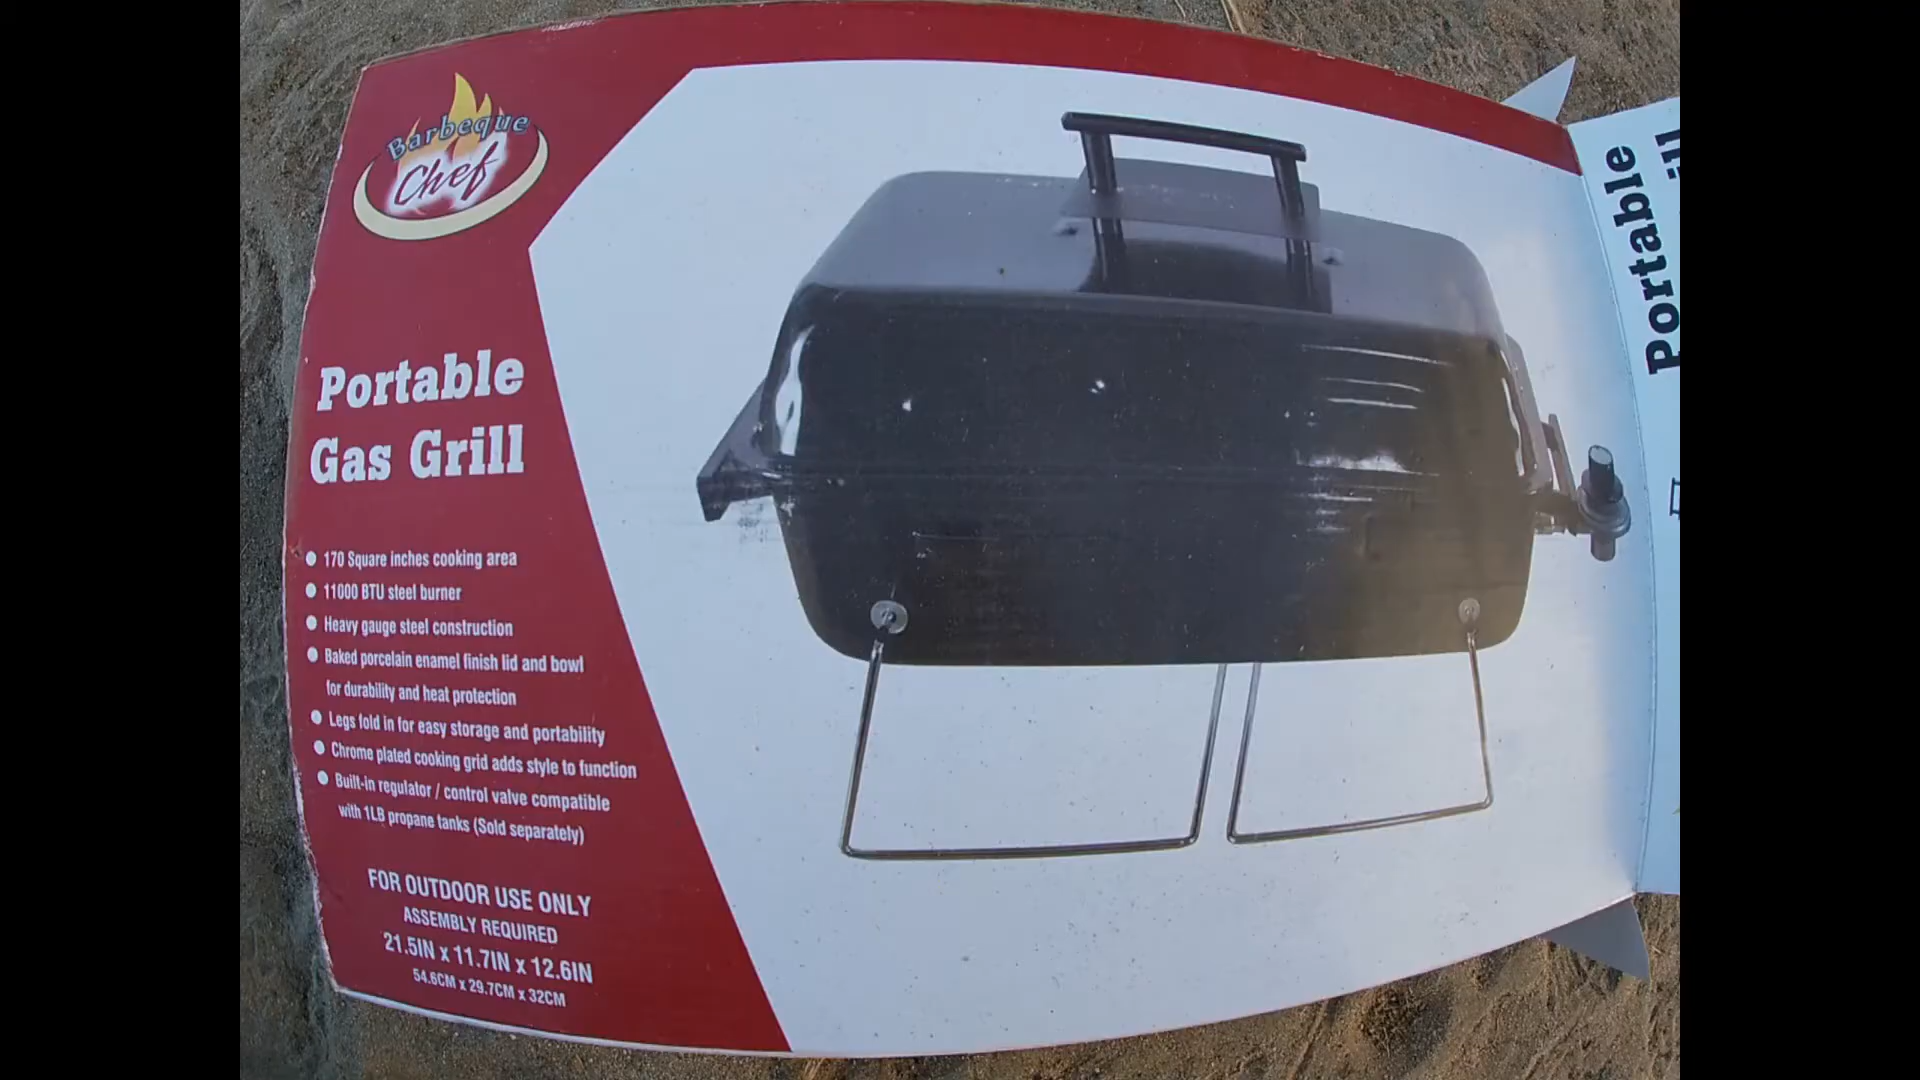 Barbeque
Chef
Portable
Gas Grill
170 Square inches cooking area
11000 BTU steel burner
Heavy gauge steel construction
Baked porcelain enamel finish lid and bowl
for durability and heat protection
Legs fold in for easy storage and portability
Chrome plated cooking grid adds style to function
Built-in regulator / control valve compatible
with 1LB propane tanks (Sold separately)
FOR OUTDOOR USE ONLY
ASSEMBLY REQUIRED
21.5IN x 11.7IN x 12.6IN
54.6CM x 29.7CM x 32CM
Portable